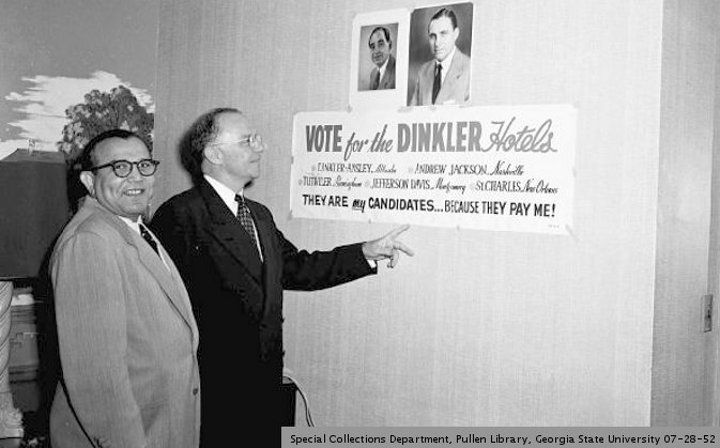 VOTE for the DINKLER Hotels
DINKLER-ANSLEY, Atlanta ANDREW JACKSON, Nashville
TUTWILER, Birmingham JEFFERSON DAVIS, Montgomery ST. CHARLES, New Orleans
THEY ARE my CANDIDATES... BECAUSE THEY PAY ME!
Special Collections Department, Pullen Library, Georgia State University 07-28-52